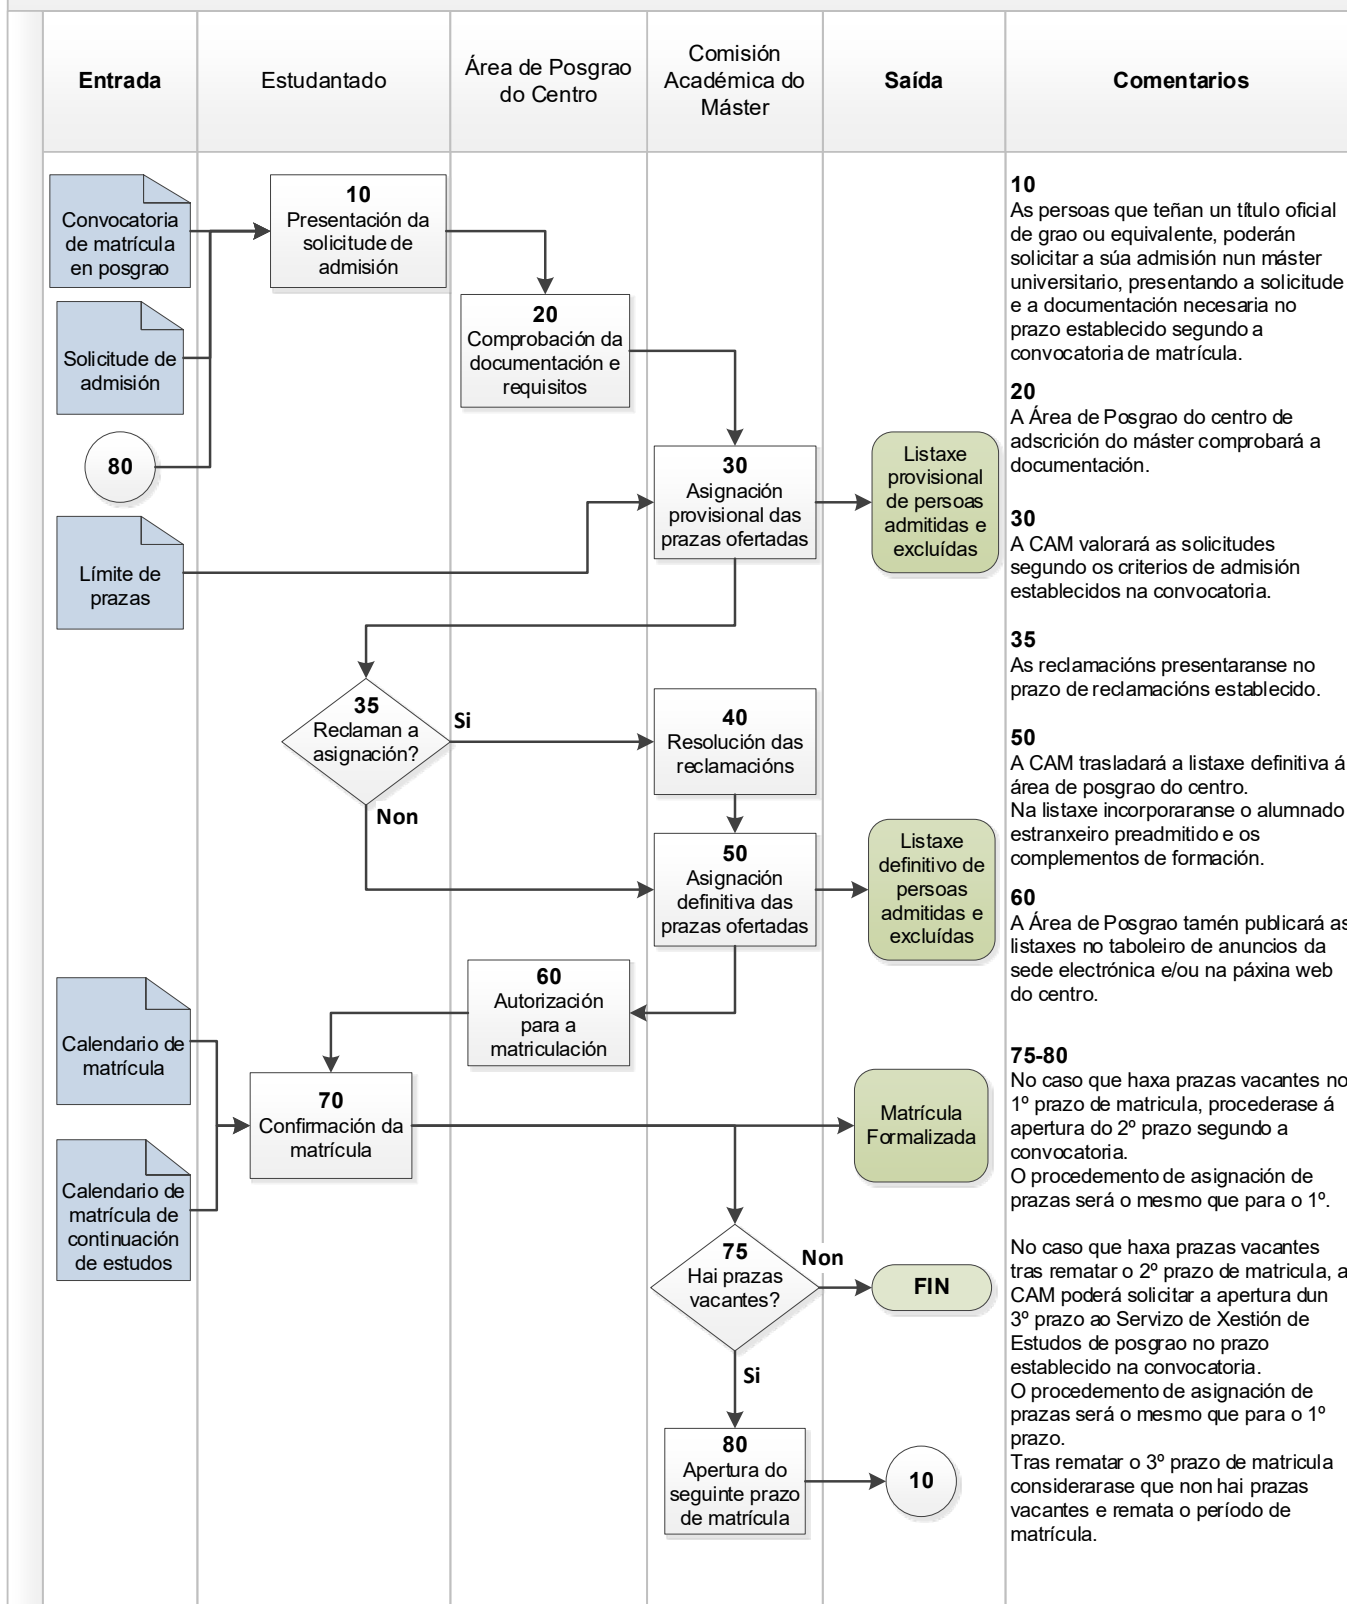 Entrada
Estudantado
Área de Posgrao
do Centro
Comisión
Académica do
Máster
Saída
Comentarios
Convocatoria
de matrícula
en posgrao
Solicitude de
admisión
80
Límite de
prazas
10
Presentación da
solicitude de
admisión
20
Comprobación da
documentación e
requisitos
30
Asignación
provisional das
prazas ofertadas
Listaxe
provisional
de persoas
admitidas e
excluídas
35
Reclaman a
asignación?
Si
Non
40
Resolución das
reclamacións
50
Asignación
definitiva das
prazas ofertadas
Listaxe
definitivo de
persoas
admitidas e
excluídas
60
Autorización
para a
matriculación
Calendario de
matrícula
Calendario de
matrícula de
continuación
de estudos
70
Confirmación da
matrícula
Matrícula
Formalizada
75
Hai prazas
vacantes?
Non
FIN
Si
80
Apertura do
seguinte prazo
de matrícula
10
10
As persoas que teñan un título oficial
de grao ou equivalente, poderán
solicitar a súa admisión nun máster
universitario, presentando a solicitude
e a documentación necesaria no
prazo establecido segundo a
convocatoria de matrícula.
20
A Área de Posgrao do centro de
adscrición do máster comprobará a
documentación.
30
A CAM valorará as solicitudes
segundo os criterios de admisión
establecidos na convocatoria.
35
As reclamacións presentaranse no
prazo de reclamacións establecido.
50
A CAM trasladará a listaxe definitiva á
área de posgrao do centro.
Na listaxe incorporaranse o alumnado
estranxeiro preadmitido e os
complementos de formación.
60
A Área de Posgrao tamén publicará as
listaxes no taboleiro de anuncios da
sede electrónica e/ou na páxina web
do centro.
75-80
No caso que haxa prazas vacantes no
1º prazo de matricula, procederase á
apertura do 2º prazo segundo a
convocatoria.
O procedemento de asignación de
prazas será o mesmo que para o 1º.
No caso que haxa prazas vacantes
tras rematar o 2º prazo de matricula, a
CAM poderá solicitar a apertura dun
3º prazo ao Servizo de Xestión de
Estudos de posgrao no prazo
establecido na convocatoria.
O procedemento de asignación de
prazas será o mesmo que para o 1º
prazo.
Tras rematar o 3º prazo de matricula
considerarase que non hai prazas
vacantes e remata o período de
matrícula.